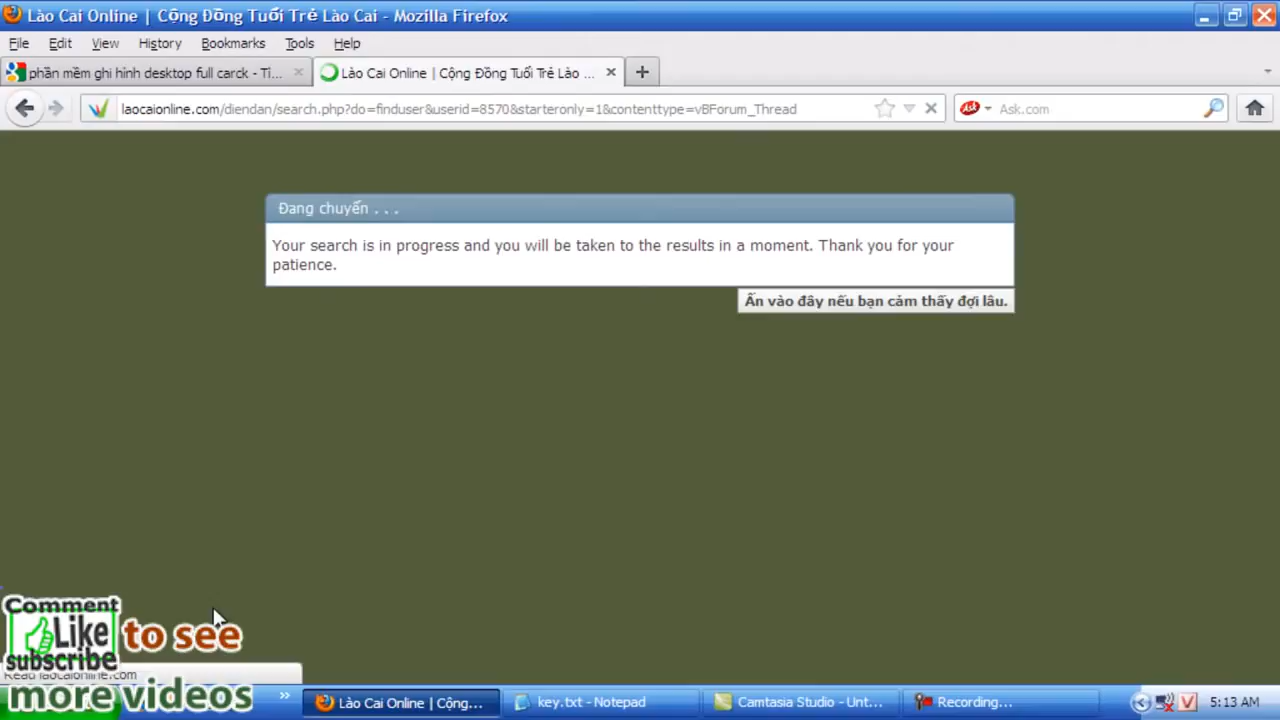 Lào Cai Online | Cộng Đồng Tuổi Trẻ Lào Cai - Mozilla Firefox
File Edit View History Bookmarks Tools Help
phần mềm ghi hình desktop full carck - Tì...
Lào Cai Online | Cộng Đồng Tuổi Trẻ Lào ...
laocaionline.com/diendan/search.php?do=finduser&userid=8570&starteronly=1&contenttype=vBForum_Thread
Ask Ask.com
Đang chuyển . . .
Your search is in progress and you will be taken to the results in a moment. Thank you for your
patience.
Ấn vào đây nếu bạn cảm thấy đợi lâu.
Comment
Like
subscribe
to see
Read laocaionline.com
more videos
Lào Cai Online | Cộng...
key.txt - Notepad
Camtasia Studio - Unt...
Recording...
V
5:13 AM